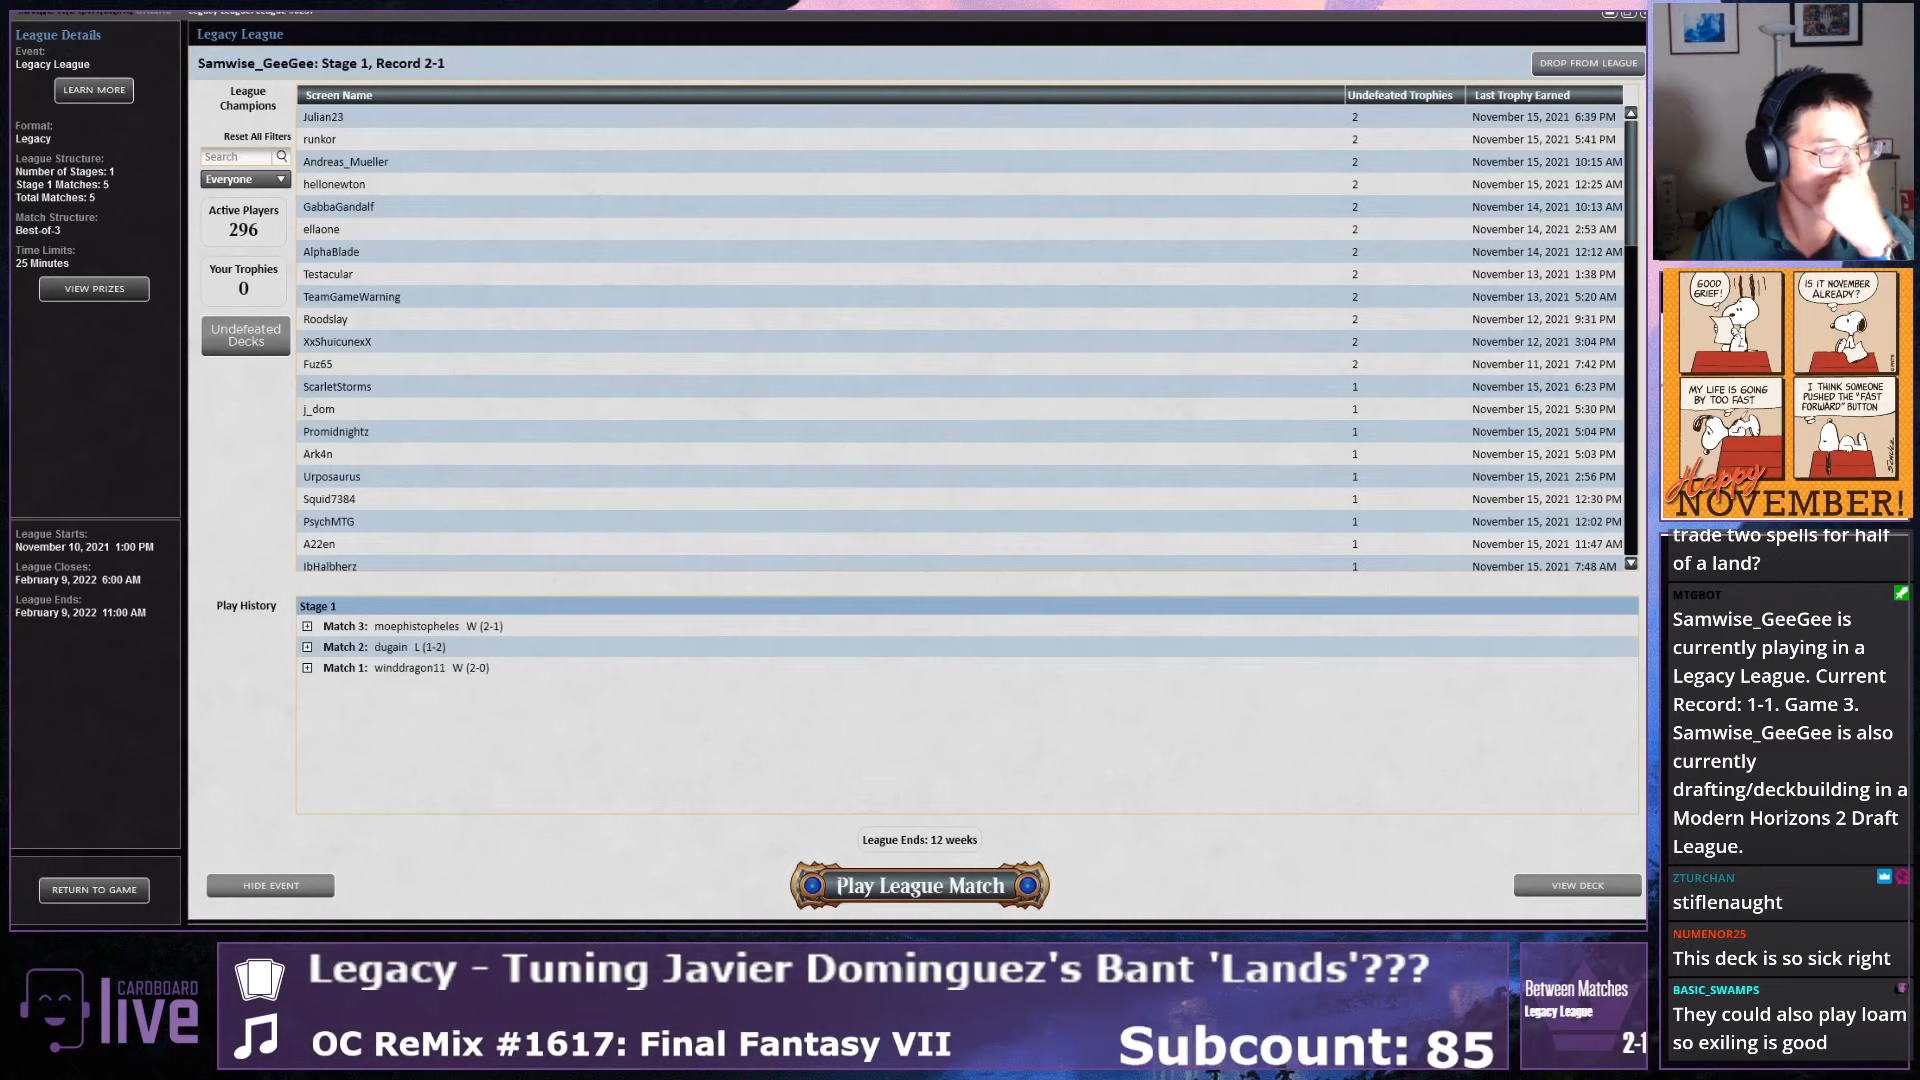 League Details
Event:
Legacy League
LEARN MORE
Format:
Legacy
League Structure:
Number of Stages: 1
Stage 1 Matches: 5
Total Matches: 5
Match Structure:
Best-of-3
Time Limits:
25 Minutes
VIEW PRIZES
League Starts:
November 10, 2021 1:00 PM
League Closes:
February 9, 2022 6:00 AM
League Ends:
February 9, 2022 11:00 AM
RETURN TO GAME
Legacy League
Samwise_GeeGee: Stage 1, Record 2-1
DROP FROM LEAGUE
League
Champions
Reset All Filters
Search
Everyone
Active Players
296
Your Trophies
0
Undefeated
Decks
Screen Name Undefeated Trophies Last Trophy Earned
Julian23 2 November 15, 2021 6:39 PM
runkor 2 November 15, 2021 5:41 PM
Andreas_Mueller 2 November 15, 2021 10:15 AM
hellonewton 2 November 15, 2021 12:25 AM
GabbaGandalf 2 November 14, 2021 10:13 AM
ellaone 2 November 14, 2021 2:53 AM
AlphaBlade 2 November 14, 2021 12:12 AM
Testacular 2 November 13, 2021 1:38 PM
TeamGameWarning 2 November 13, 2021 5:20 AM
Roodslay 2 November 12, 2021 9:31 PM
XxShuicunexX 2 November 12, 2021 3:04 PM
Fuz65 2 November 11, 2021 7:42 PM
ScarletStorms 1 November 15, 2021 6:23 PM
j_dom 1 November 15, 2021 5:30 PM
Promidnightz 1 November 15, 2021 5:04 PM
Ark4n 1 November 15, 2021 5:03 PM
Urposaurus 1 November 15, 2021 2:56 PM
Squid7384 1 November 15, 2021 12:30 PM
PsychMTG 1 November 15, 2021 12:02 PM
A22en 1 November 15, 2021 11:47 AM
IbHalbherz 1 November 15, 2021 7:48 AM
Play History
Stage 1
Match 3: moephistopheles W (2-1)
Match 2: dugain L (1-2)
Match 1: winddragon11 W (2-0)
League Ends: 12 weeks
HIDE EVENT
Play League Match
VIEW DECK
GOOD
GRIEF!
IS IT NOVEMBER
ALREADY?
MY LIFE IS GOING
BY TOO FAST
I THINK SOMEONE
PUSHED THE "FAST
FORWARD" BUTTON
SCHULZ
Happy
NOVEMBER!
trade two spells for half
of a land?
MTGBOT
Samwise_GeeGee is
currently playing in a
Legacy League. Current
Record: 1-1. Game 3.
Samwise_GeeGee is also
currently
drafting/deckbuilding in a
Modern Horizons 2 Draft
League.
ZTURCHAN
stiflenaught
NUMENOR25
This deck is so sick right
BASIC_SWAMPS
They could also play loam
so exiling is good
CARDBOARD
live
Legacy - Tuning Javier Dominguez's Bant 'Lands'???
OC ReMix #1617: Final Fantasy VII
Subcount: 85
Between Matches
Legacy League
2-1